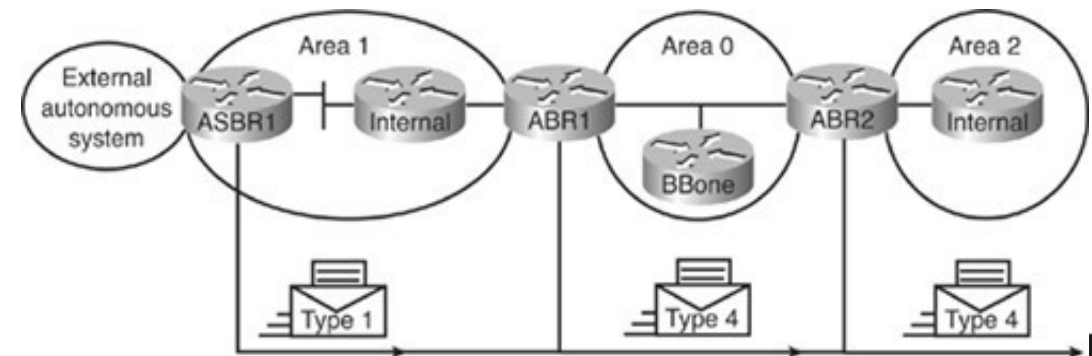 Area 1
Area 0
Area 2
External
autonomous
system
ASBR1
Internal
ABR1
BBone
ABR2
Internal
Type 1
Type 4
Type 4